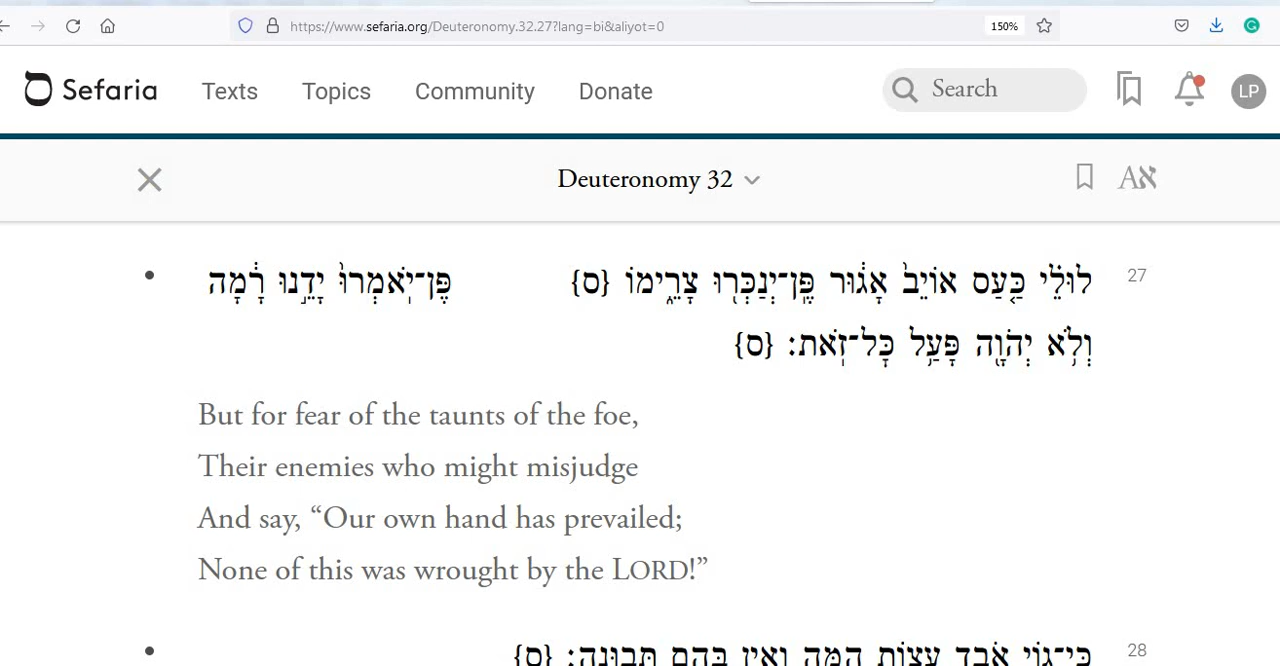 https://www.sefaria.org/Deuteronomy.32.27?lang=bi&aliyot=0 150%
Sefaria Texts Topics Community Donate Search LP
Deuteronomy 32 Aא
27 לוּלֵ֗י כַּ֤עַס אוֹיֵב֙ אָג֔וּר פֶּֽן־יְנַכְּר֖וּ צָרֵ֑ימוֹ {ס} פֶּן־יֹֽאמְרוּ֙ יָדֵ֣נוּ רָ֔מָה
וְלֹ֥א יְהֹוָ֖ה פָּעַ֥ל כׇּל־זֹֽאת׃ {ס}
But for fear of the taunts of the foe,
Their enemies who might misjudge
And say, “Our own hand has prevailed;
None of this was wrought by the LORD!”
28 כִּי־ג֛וֹי אֹבַ֥ד עֵצ֖וֹת הֵ֑מָּה וְאֵ֥ין בָּהֶ֖ם תְּבוּנָֽה׃ {ס}